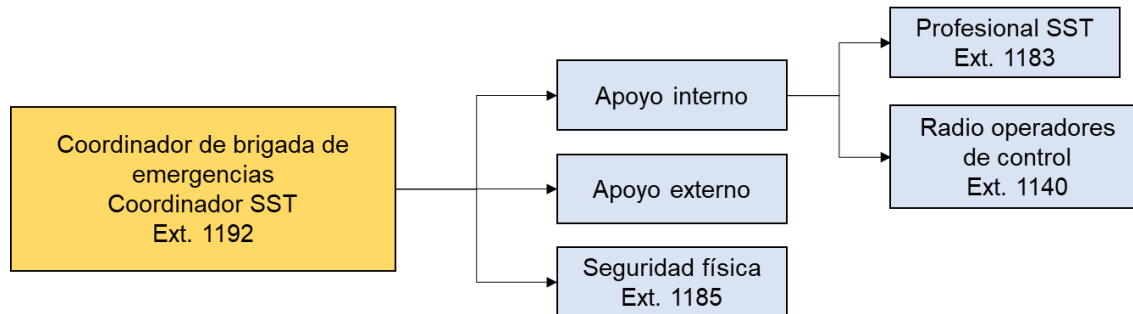 Coordinador de brigada de
emergencias
Coordinador SST
Ext. 1192
Apoyo interno
Apoyo externo
Seguridad física
Ext. 1185
Profesional SST
Ext. 1183
Radio operadores
de control
Ext. 1140